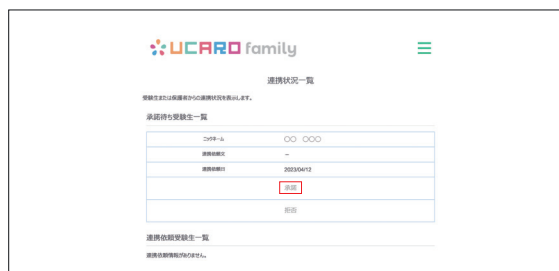 UCARO family
連携状況一覧
受験生または保護者からの連携状況を表示します。
承諾待ち受験生一覧
ニックネーム ○○ ○○○
連携依頼文 －
連携依頼日 2023/04/12
承諾
拒否
連携依頼受験生一覧
連携依頼情報がありません。